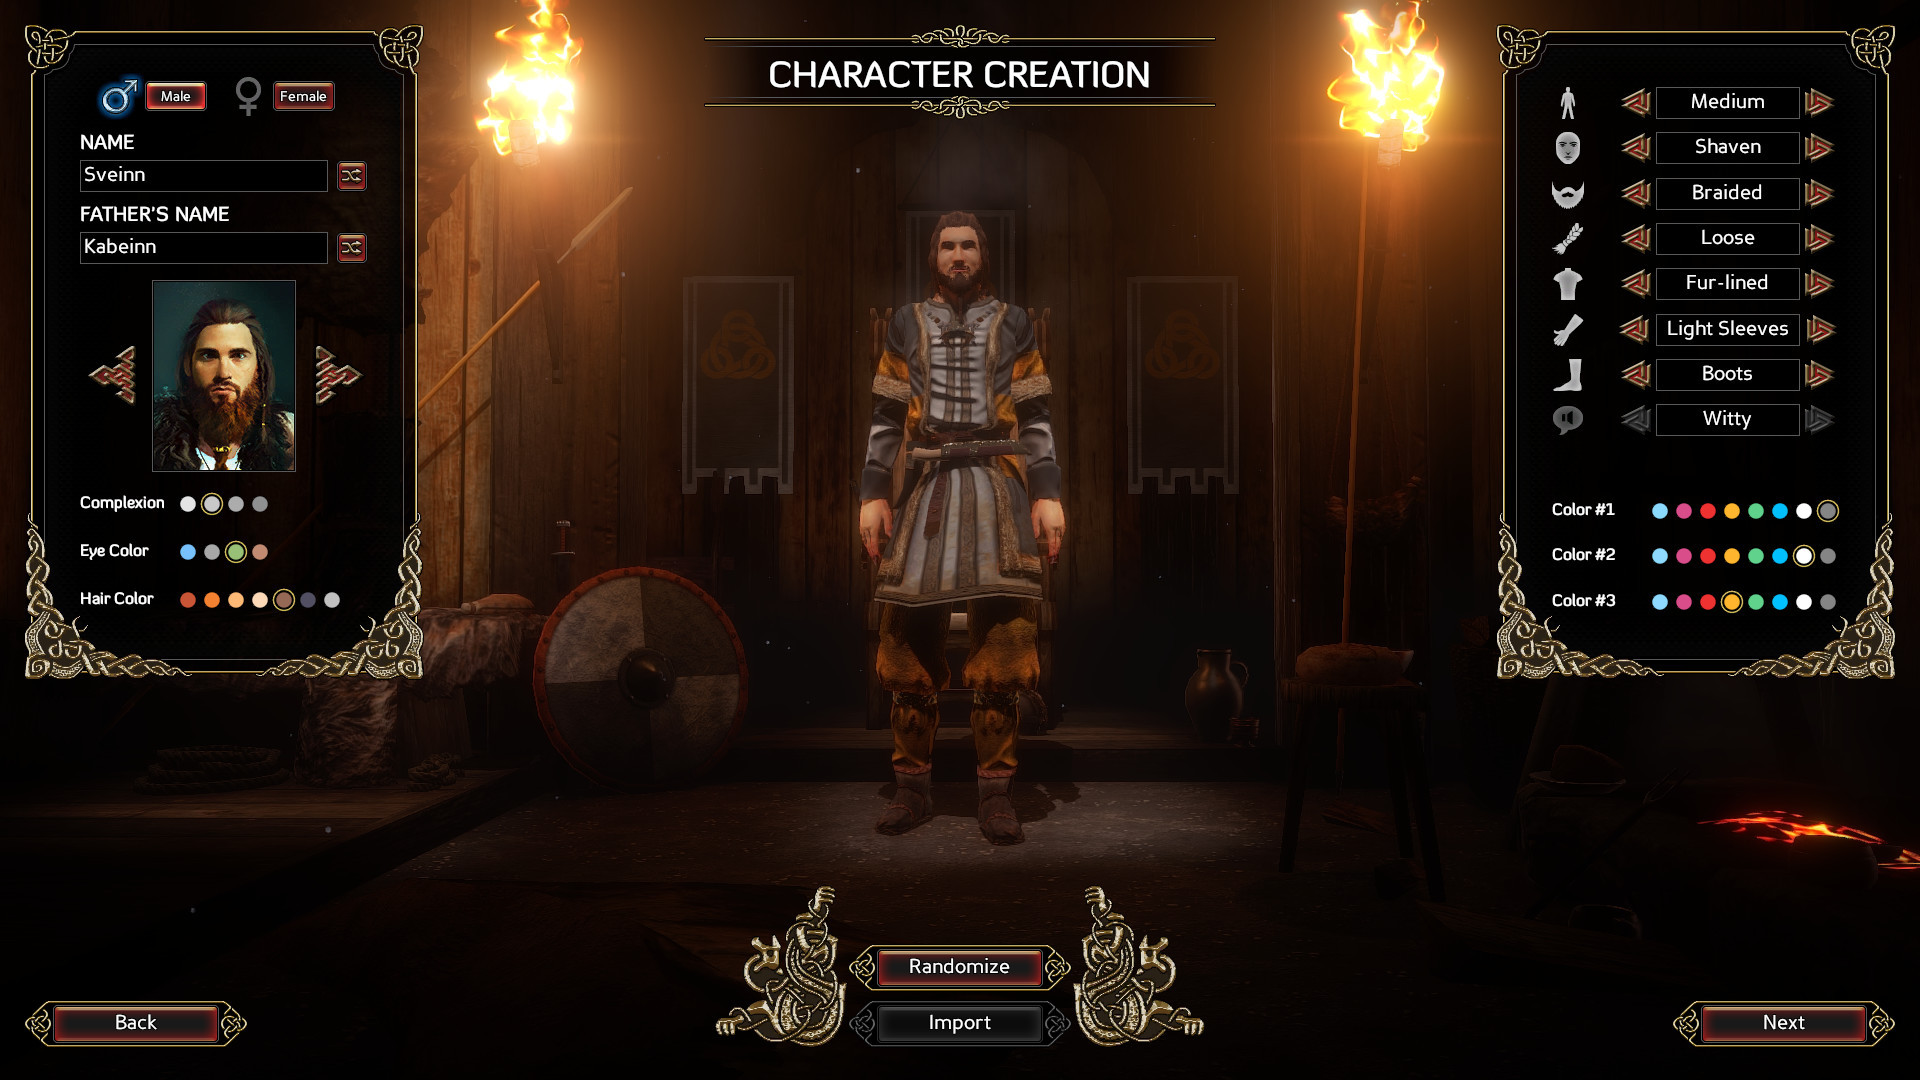 CHARACTER CREATION
Male
Female
NAME
Sveinn
FATHER'S NAME
Kabeinn
Complexion
Eye Color
Hair Color
Medium
Shaven
Braided
Loose
Fur-lined
Light Sleeves
Boots
Witty
Color #1
Color #2
Color #3
Randomize
Import
Back
Next